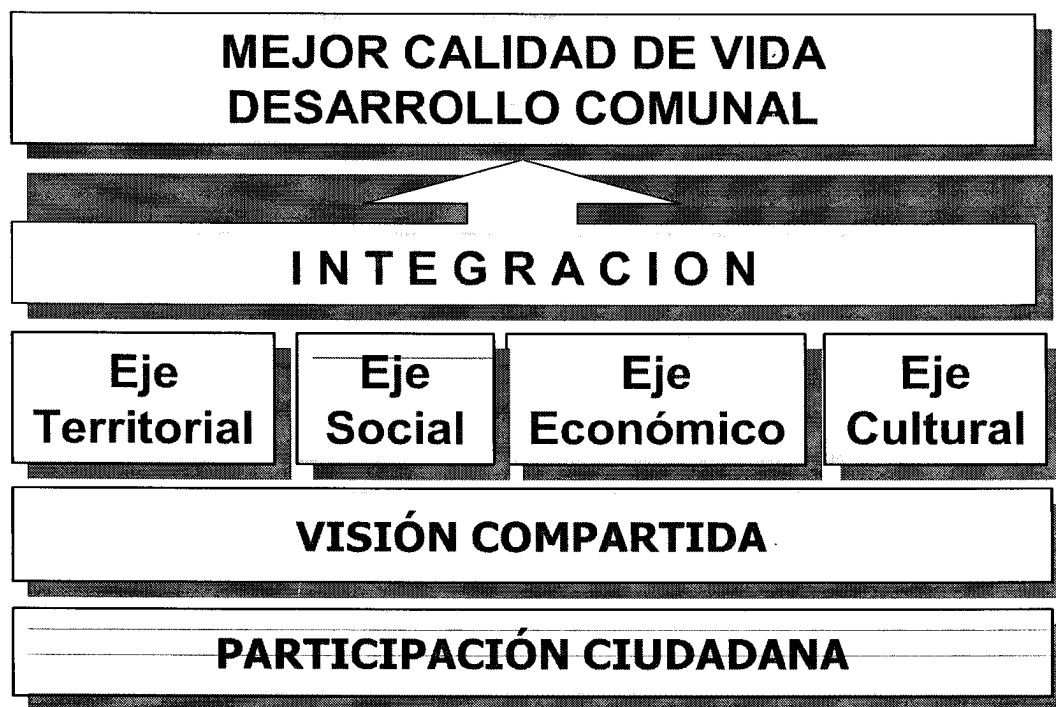 MEJOR CALIDAD DE VIDA
DESARROLLO COMUNAL
INTEGRACION
Eje
Territorial
Eje
Social
Eje
Económico
Eje
Cultural
VISIÓN COMPARTIDA
PARTICIPACIÓN CIUDADANA